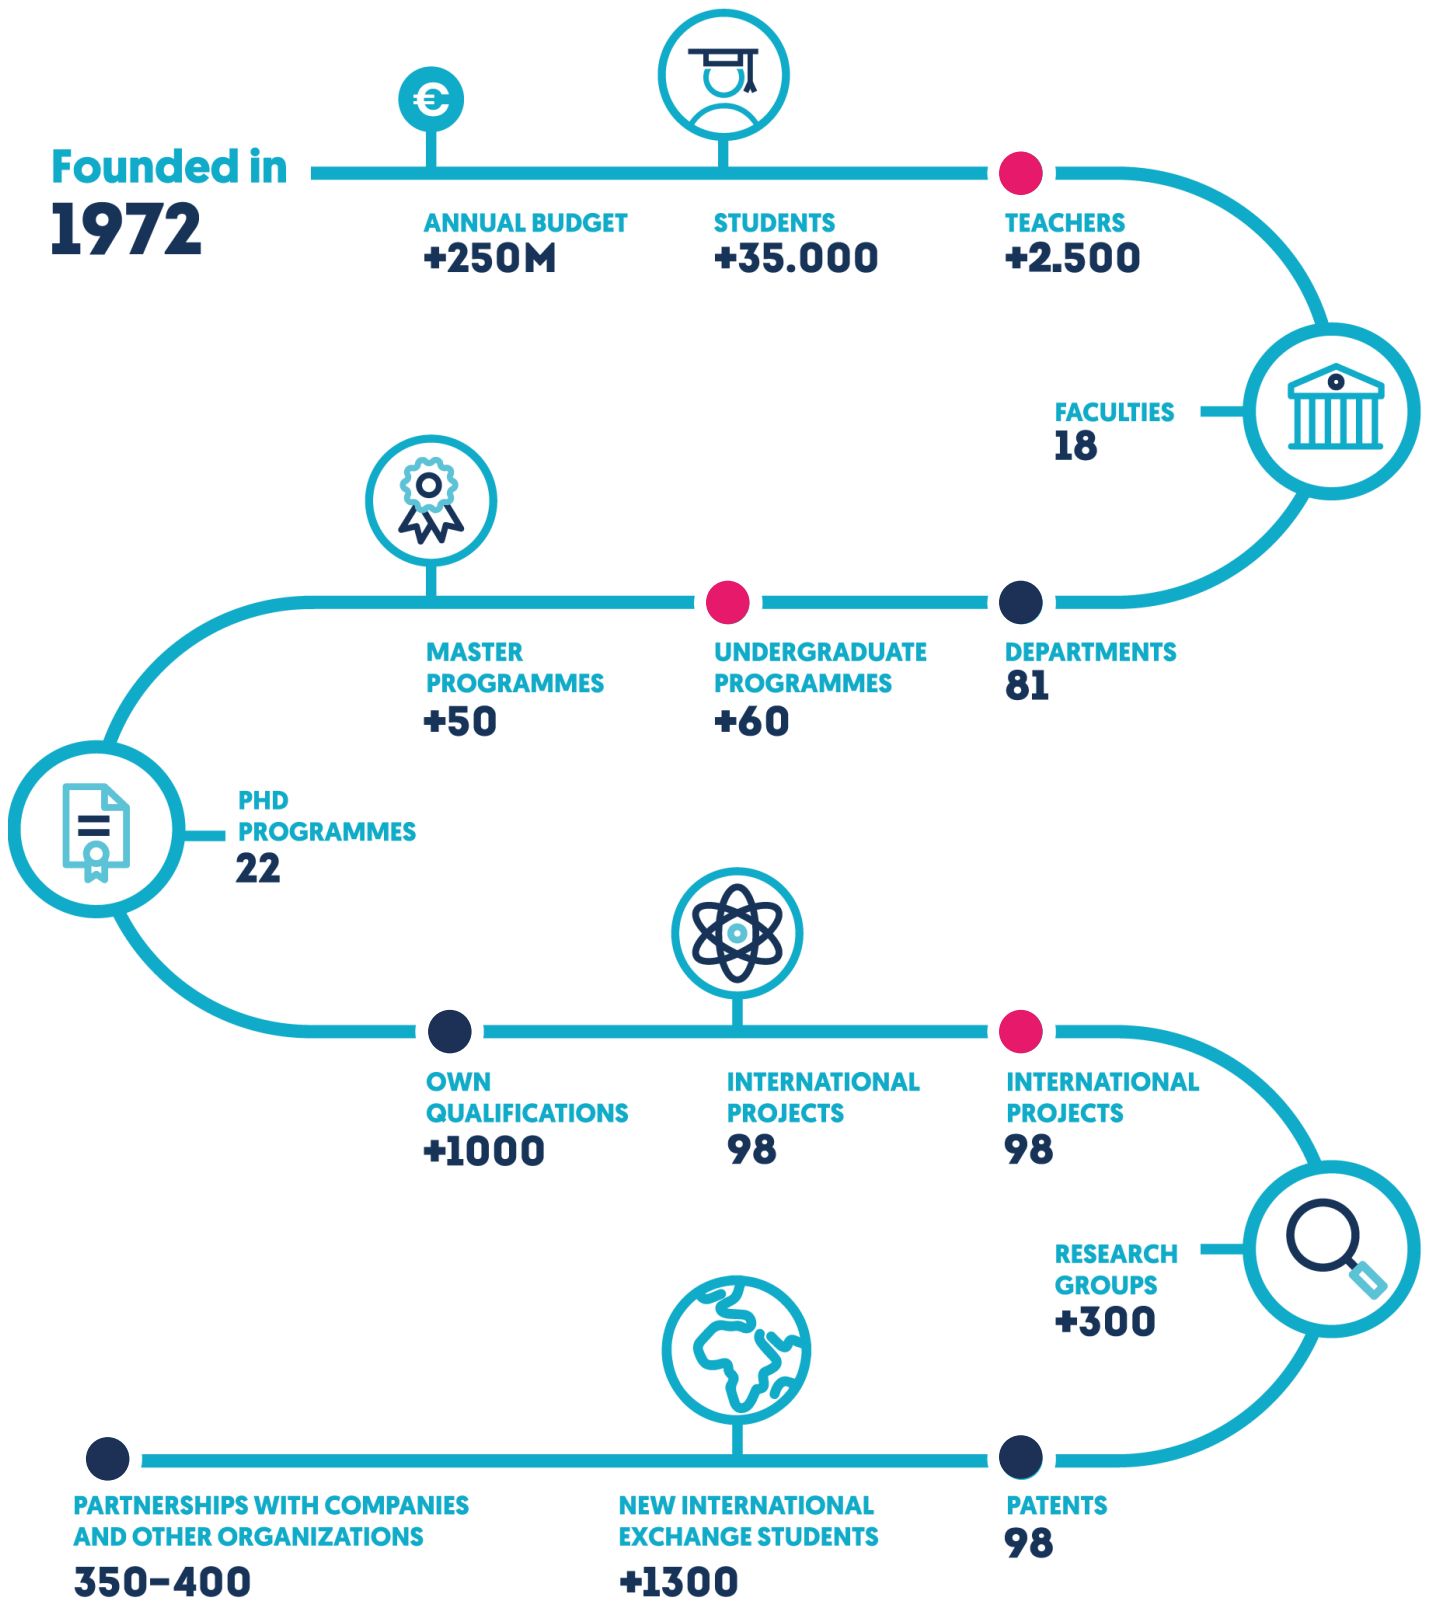 Founded in
1972
€
ANNUAL BUDGET
+250M
STUDENTS
+35.000
TEACHERS
+2.500
FACULTIES
18
MASTER
PROGRAMMES
+50
UNDERGRADUATE
PROGRAMMES
+60
DEPARTMENTS
81
PHD
PROGRAMMES
22
OWN
QUALIFICATIONS
+1000
INTERNATIONAL
PROJECTS
98
INTERNATIONAL
PROJECTS
98
RESEARCH
GROUPS
+300
PARTNERSHIPS WITH COMPANIES
AND OTHER ORGANIZATIONS
350–400
NEW INTERNATIONAL
EXCHANGE STUDENTS
+1300
PATENTS
98